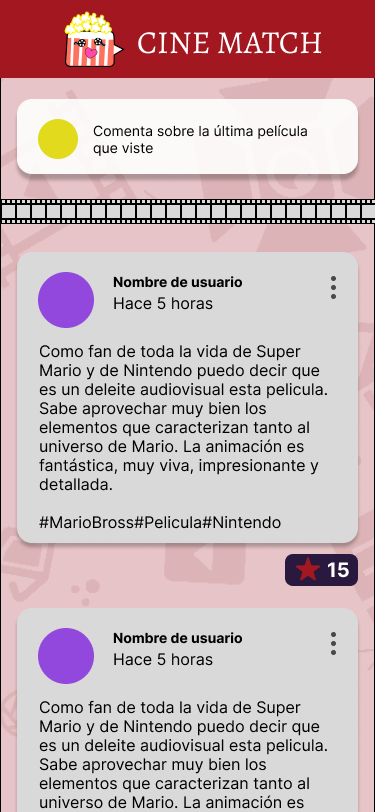 CINE MATCH
Comenta sobre la última película
que viste
Nombre de usuario
Hace 5 horas
Como fan de toda la vida de Super
Mario y de Nintendo puedo decir que
es un deleite audiovisual esta pelicula.
Sabe aprovechar muy bien los
elementos que caracterizan tanto al
universo de Mario. La animación es
fantástica, muy viva, impresionante y
detallada.
#MarioBross#Pelicula#Nintendo
15
Nombre de usuario
Hace 5 horas
Como fan de toda la vida de Super
Mario y de Nintendo puedo decir que
es un deleite audiovisual esta pelicula.
Sabe aprovechar muy bien los
elementos que caracterizan tanto al
universo de Mario. La animación es